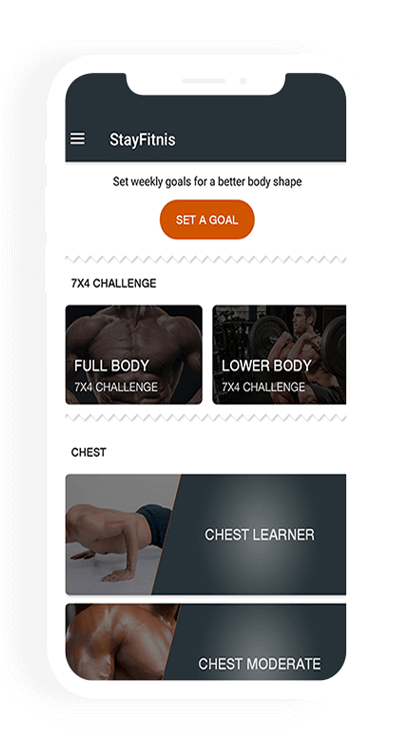 StayFitnis
Set weekly goals for a better body shape
SET A GOAL
7X4 CHALLENGE
FULL BODY
7X4 CHALLENGE
LOWER BODY
7X4 CHALLENGE
CHEST
CHEST LEARNER
CHEST MODERATE